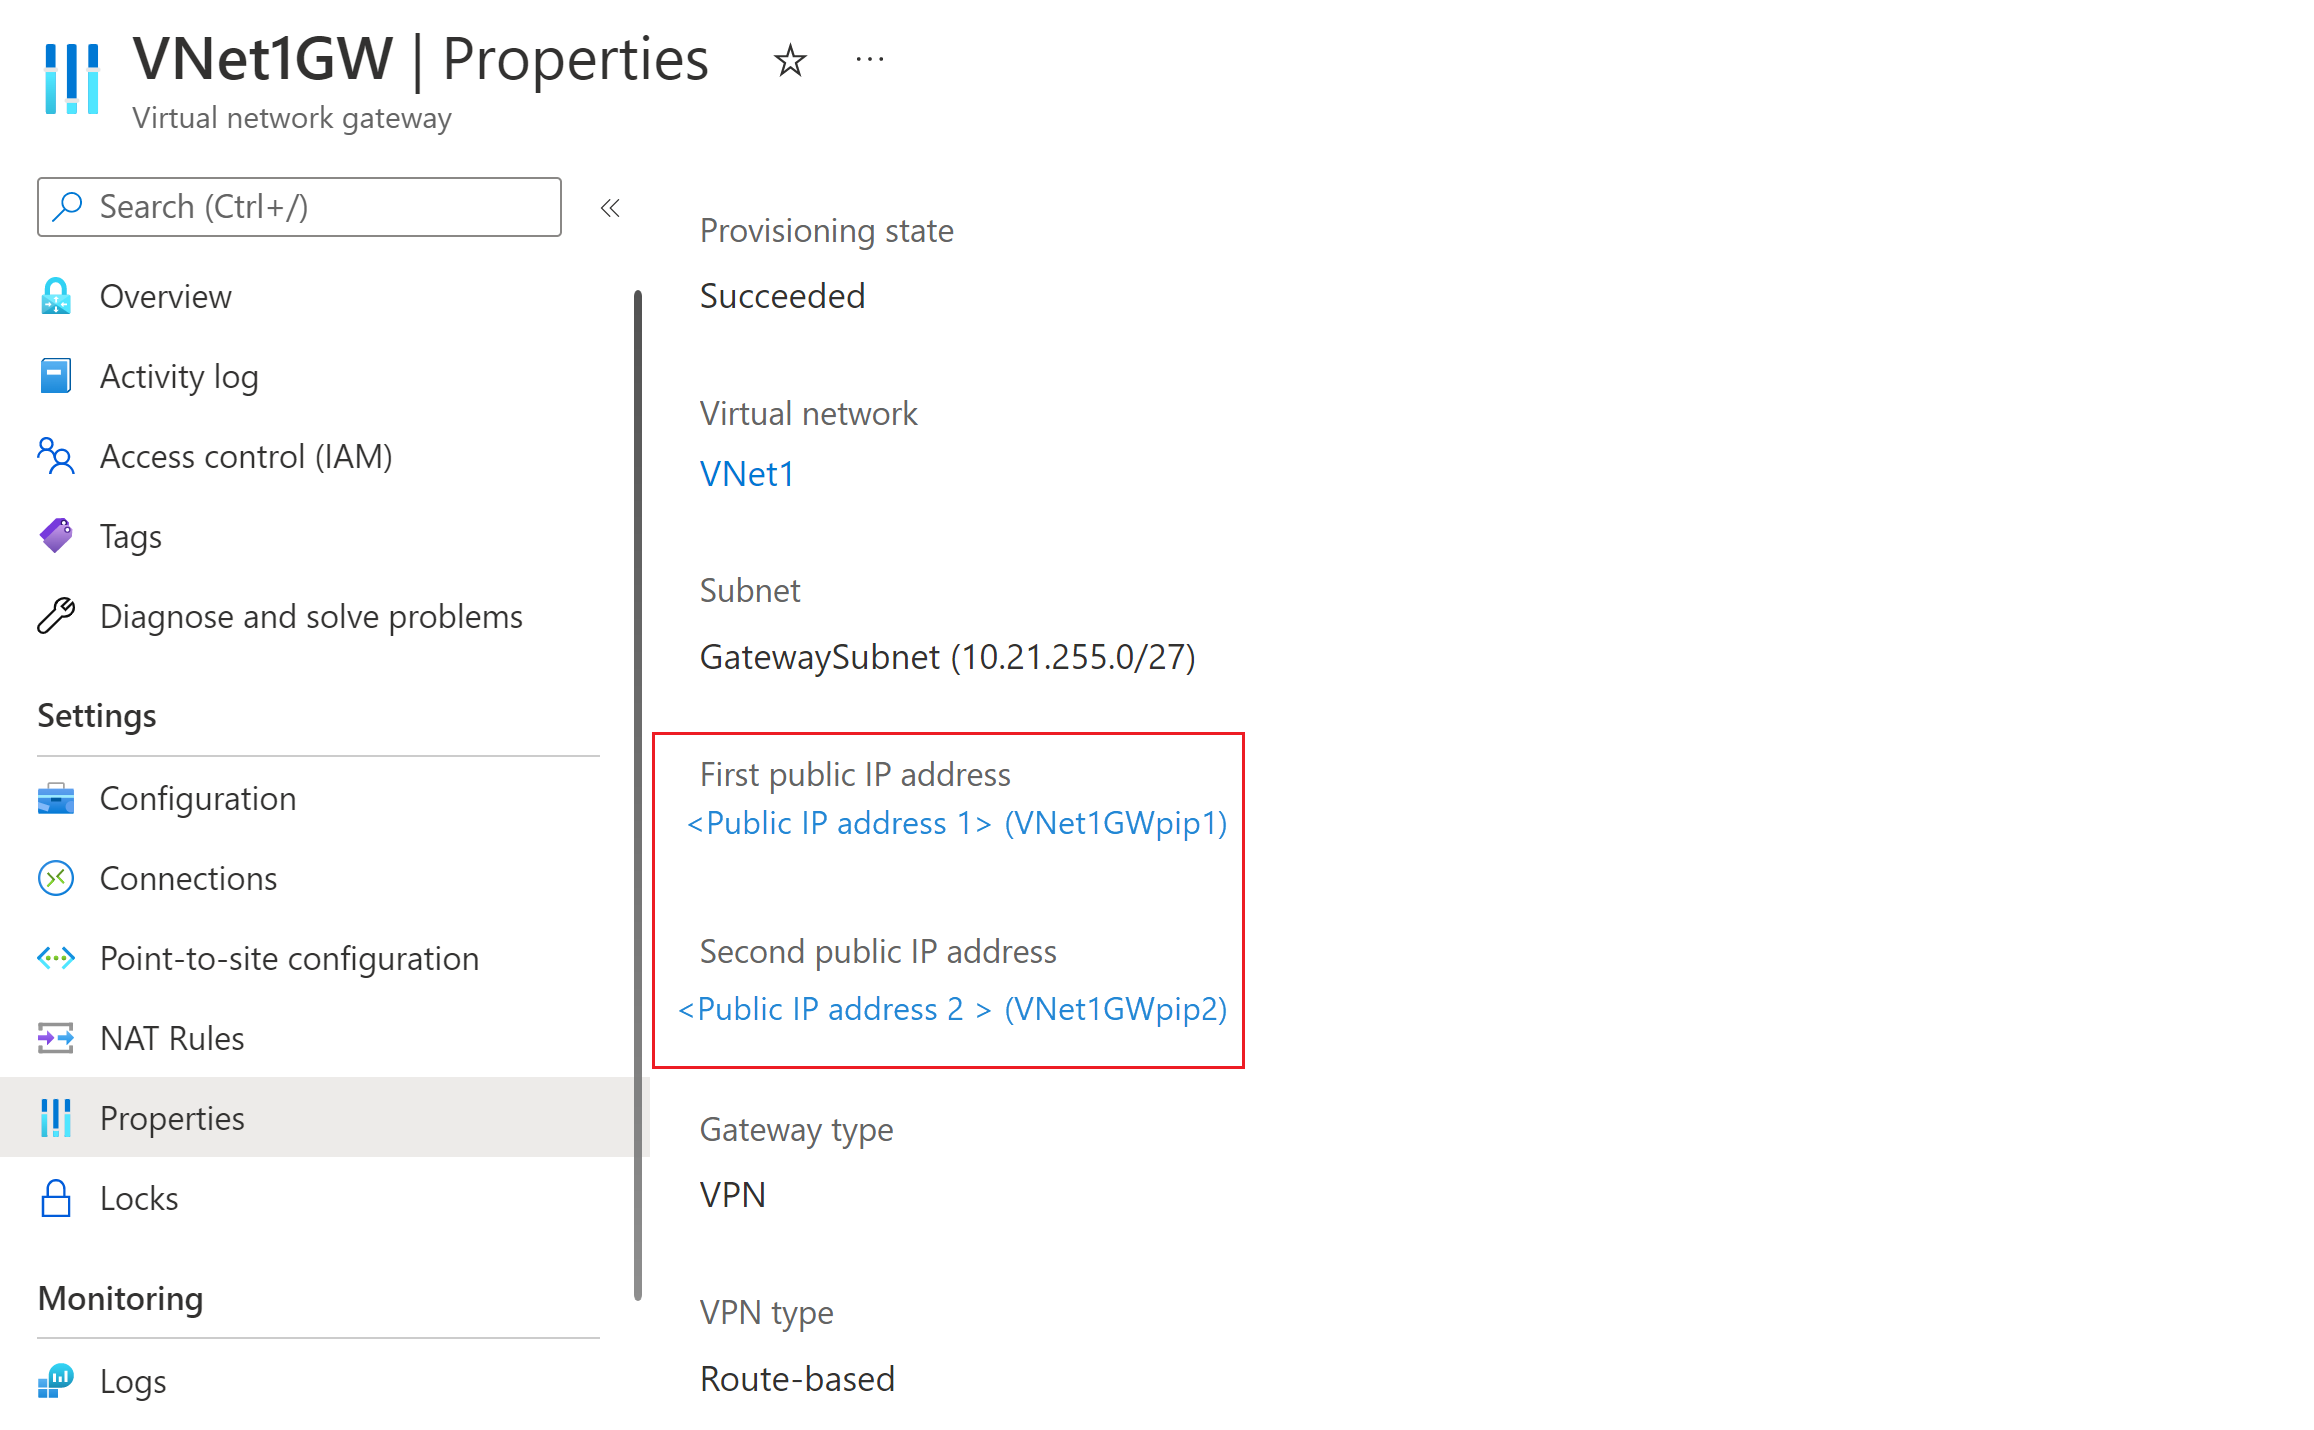 VNet1GW | Properties
Virtual network gateway
Search (Ctrl+/)
Overview
Activity log
Access control (IAM)
Tags
Diagnose and solve problems
Settings
Configuration
Connections
Point-to-site configuration
NAT Rules
Properties
Locks
Monitoring
Logs
Provisioning state
Succeeded
Virtual network
VNet1
Subnet
GatewaySubnet (10.21.255.0/27)
First public IP address
<Public IP address 1> (VNet1GWpip1)
Second public IP address
<Public IP address 2 > (VNet1GWpip2)
Gateway type
VPN
VPN type
Route-based